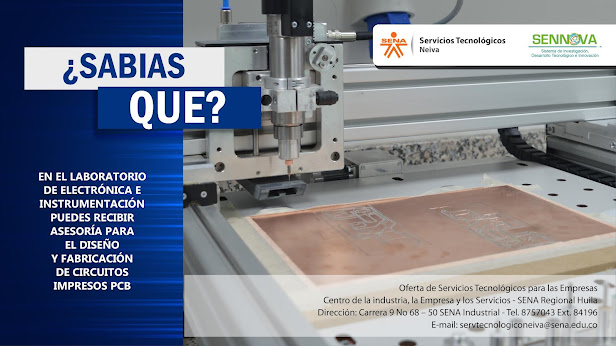 ¿SABIAS
QUE?
EN EL LABORATORIO
DE ELECTRÓNICA E
INSTRUMENTACIÓN
PUEDES RECIBIR
ASESORÍA PARA
EL DISEÑO
Y FABRICACIÓN
DE CIRCUITOS
IMPRESOS PCB
SENA
Servicios Tecnológicos
Neiva
SENNOVA
Sistema de Investigación,
Desarrollo Tecnológico e Innovación
Oferta de Servicios Tecnológicos para las Empresas
Centro de la industria, la Empresa y los Servicios - SENA Regional Huila
Dirección: Carrera 9 No 68 – 50 SENA Industrial - Tel. 8757043 Ext. 84196
E-mail: servtecnologiconeiva@sena.edu.co